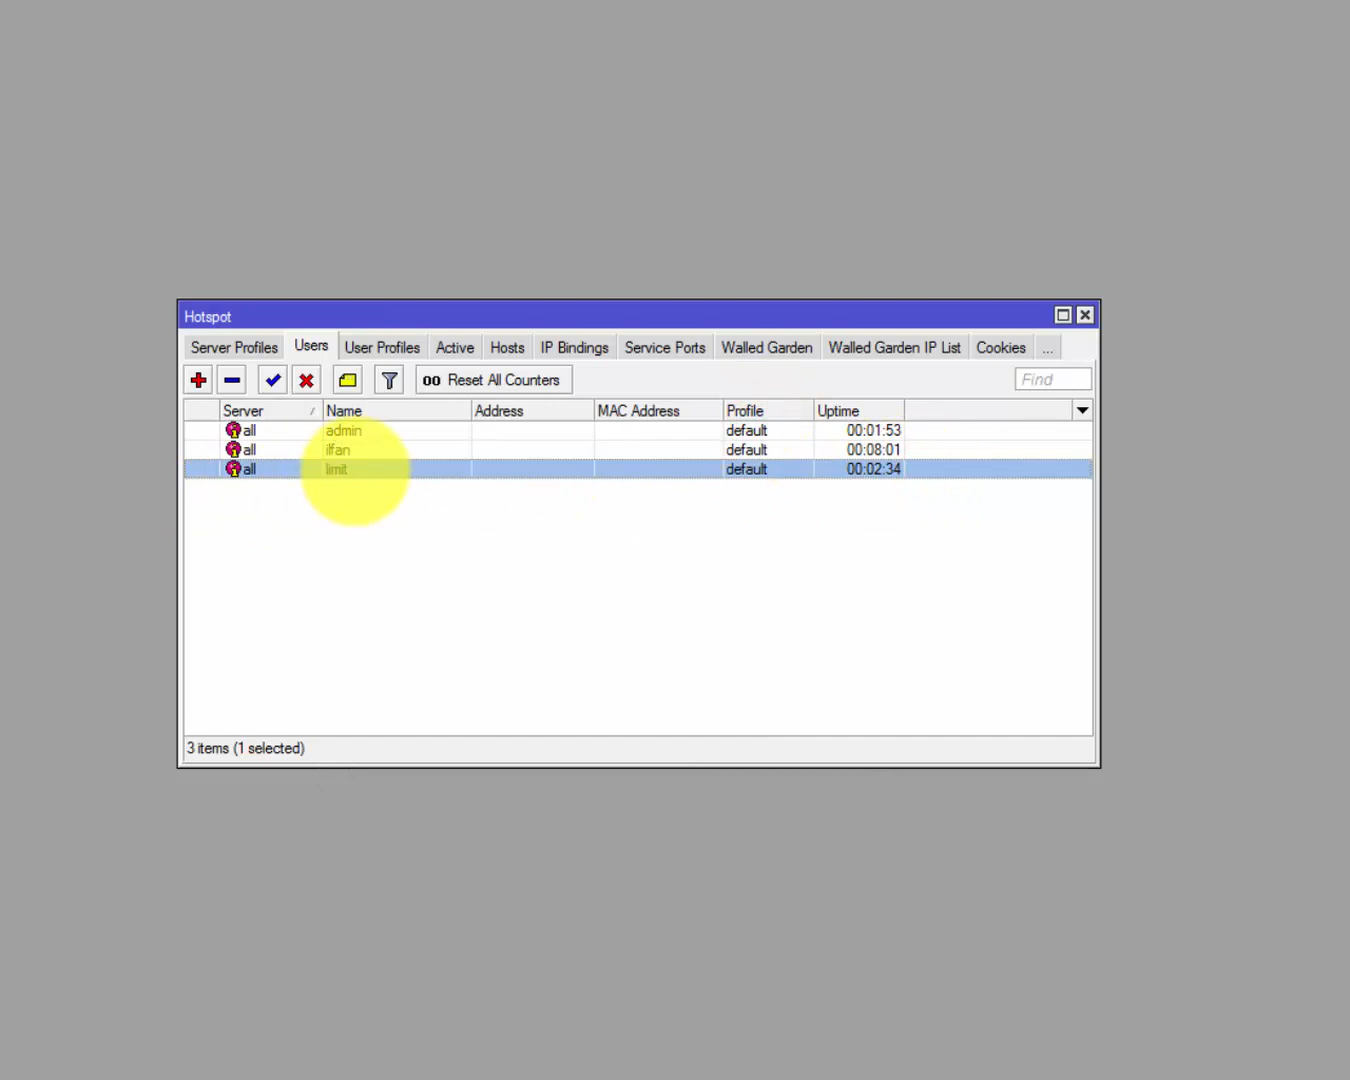 Hotspot
Server Profiles Users User Profiles Active Hosts IP Bindings Service Ports Walled Garden Walled Garden IP List Cookies ...
00 Reset All Counters Find
Server Name Address MAC Address Profile Uptime
all admin default 00:01:53
all ilfan default 00:08:01
all limit default 00:02:34
3 items (1 selected)